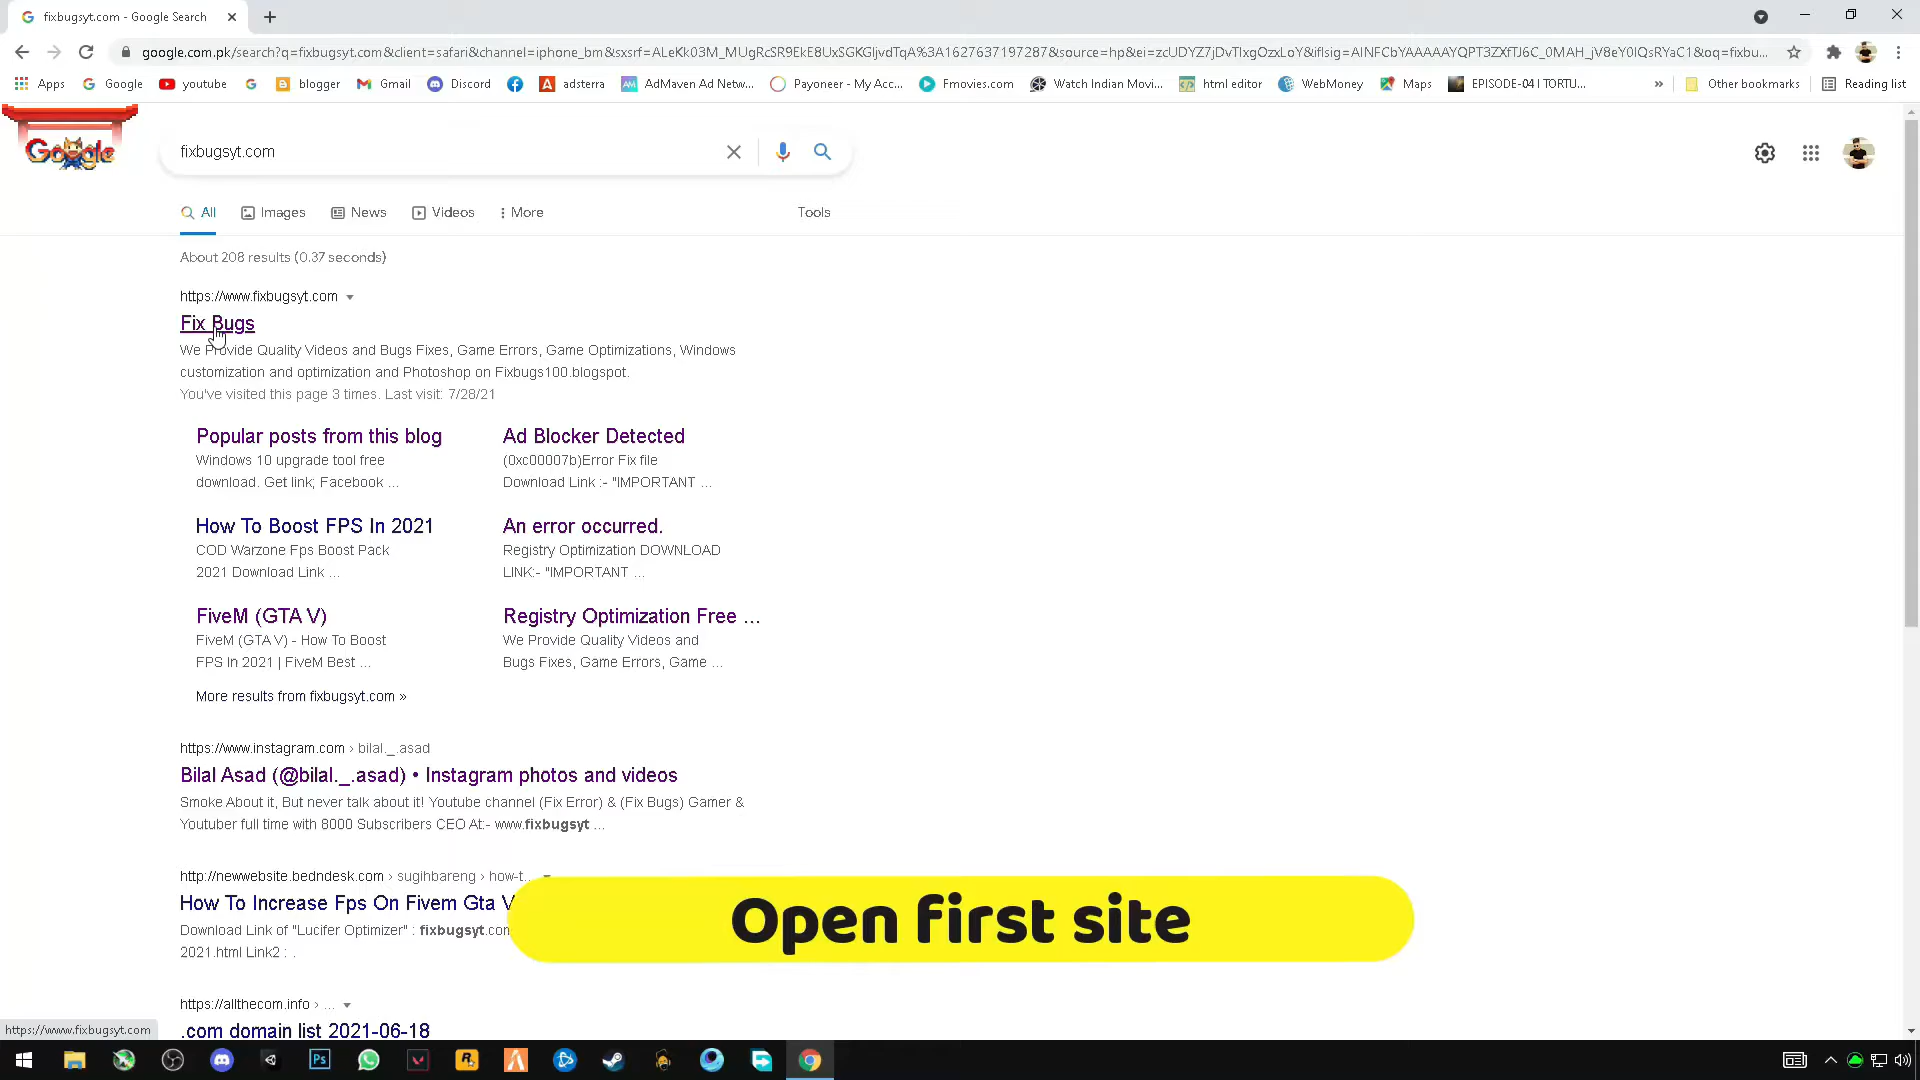 fixbugsyt.com - Google Search
google.com.pk/search?q=fixbugsyt.com&client=safari&channel=iphone_bm&sxsrf=ALeKk03M_MUgRcSR9EkE8UxSGKGljvdTqA%3A1627637197287&source=hp&ei=zcUDYZ7jDvTlxgOzxLoY&iflsig=AINFCbYAAAAAYQPT3ZXfTJ6C_0MAH_jV8eY0lQsRYaC1&oq=fixbu...
Apps Google youtube blogger Gmail Discord adsterra AdMaven Ad Netw... Payoneer - My Acc... Fmovies.com Watch Indian Movi... html editor WebMoney Maps EPISODE-04 I TORTU... » Other bookmarks Reading list
Google
fixbugsyt.com
All Images News Videos More Tools
About 208 results (0.37 seconds)
https://www.fixbugsyt.com
Fix Bugs
We Provide Quality Videos and Bugs Fixes, Game Errors, Game Optimizations, Windows
customization and optimization and Photoshop on Fixbugs100.blogspot.
You've visited this page 3 times. Last visit: 7/28/21
Popular posts from this blog
Windows 10 upgrade tool free
download. Get link; Facebook ...
Ad Blocker Detected
(0xc00007b)Error Fix file
Download Link :- "IMPORTANT ...
How To Boost FPS In 2021
COD Warzone Fps Boost Pack
2021 Download Link ...
An error occurred.
Registry Optimization DOWNLOAD
LINK:- "IMPORTANT ...
FiveM (GTA V)
FiveM (GTA V) - How To Boost
FPS In 2021 | FiveM Best ...
Registry Optimization Free ...
We Provide Quality Videos and
Bugs Fixes, Game Errors, Game ...
More results from fixbugsyt.com »
https://www.instagram.com › bilal._.asad
Bilal Asad (@bilal._.asad) • Instagram photos and videos
Smoke About it, But never talk about it! Youtube channel (Fix Error) & (Fix Bugs) Gamer &
Youtuber full time with 8000 Subscribers CEO At:- www.fixbugsyt ...
http://newwebsite.bedndesk.com › sugihbareng › how-t...
How To Increase Fps On Fivem Gta V
Download Link of "Lucifer Optimizer" : fixbugsyt.com
2021.html Link2 : .
Open first site
https://allthecom.info › ...
.com domain list 2021-06-18
https://www.fixbugsyt.com